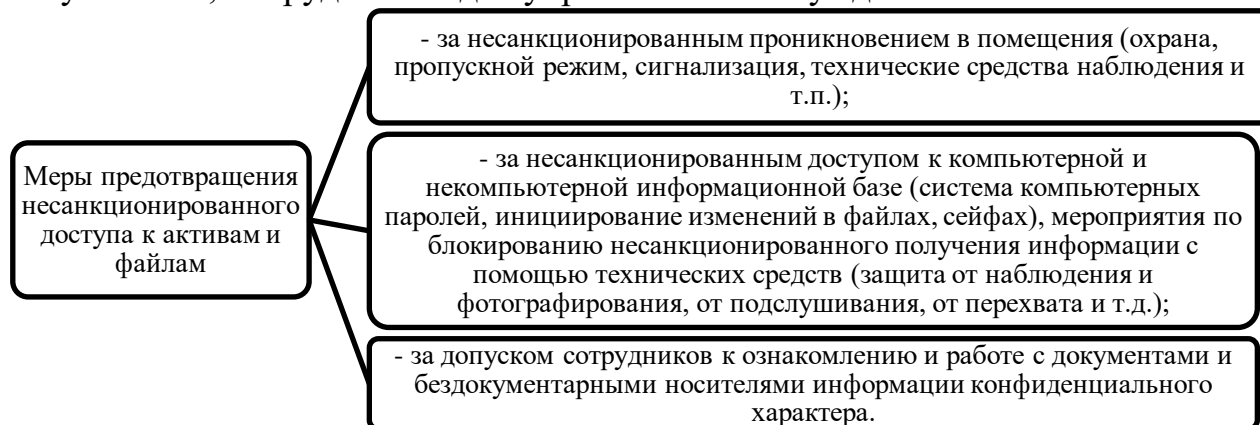 - за несанкционированным проникновением в помещения (охрана,
пропускной режим, сигнализация, технические средства наблюдения и
т.п.);
Меры предотвращения
несанкционированного
доступа к активам и
файлам
- за несанкционированным доступом к компьютерной и
некомпьютерной информационной базе (система компьютерных
паролей, инициирование изменений в файлах, сейфах), мероприятия по
блокированию несанкционированного получения информации с
помощью технических средств (защита от наблюдения и
фотографирования, от подслушивания, от перехвата и т.д.);
- за допуском сотрудников к ознакомлению и работе с документами и
бездокументарными носителями информации конфиденциального
характера.